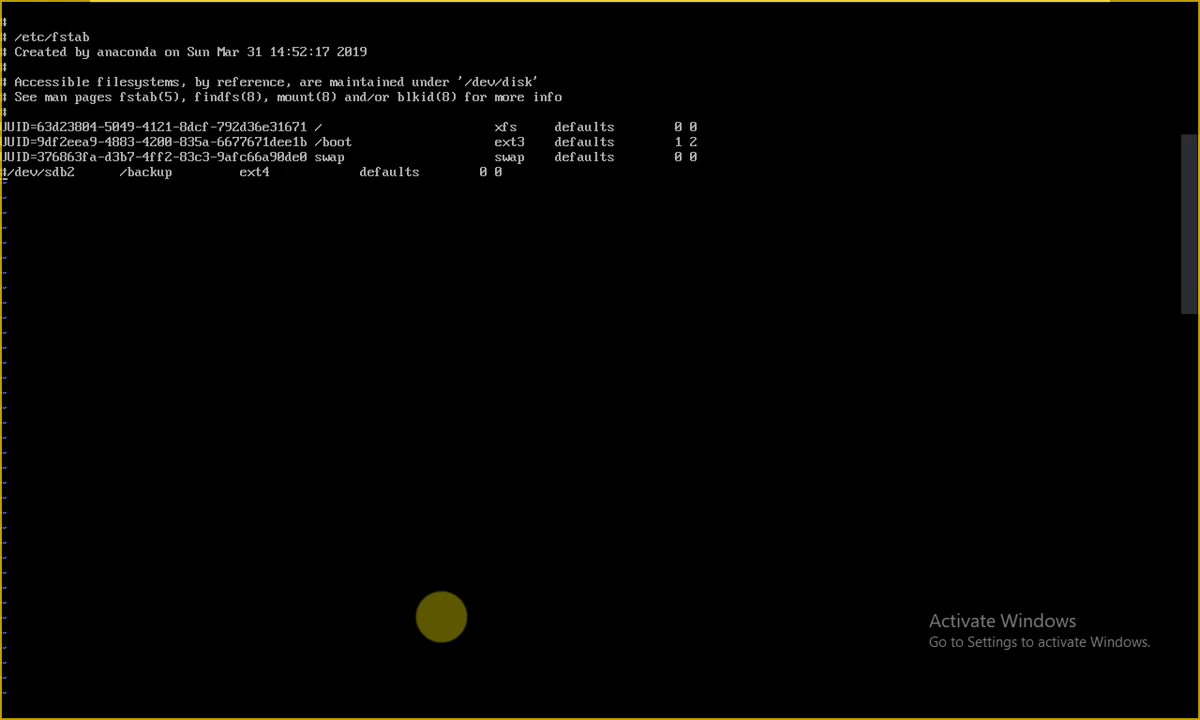 #
# /etc/fstab
# Created by anaconda on Sun Mar 31 14:52:17 2019
#
# Accessible filesystems, by reference, are maintained under '/dev/disk'
# See man pages fstab(5), findfs(8), mount(8) and/or blkid(8) for more info
#
UUID=63d23804-5049-4121-8dcf-792d36e31671 / xfs defaults 0 0
UUID=9df2eea9-4883-4200-835a-6677671dee1b /boot ext3 defaults 1 2
UUID=376863fa-d3b7-4ff2-83c3-9afc66a90de0 swap swap defaults 0 0
#/dev/sdb2 /backup ext4 defaults 0 0
Activate Windows
Go to Settings to activate Windows.